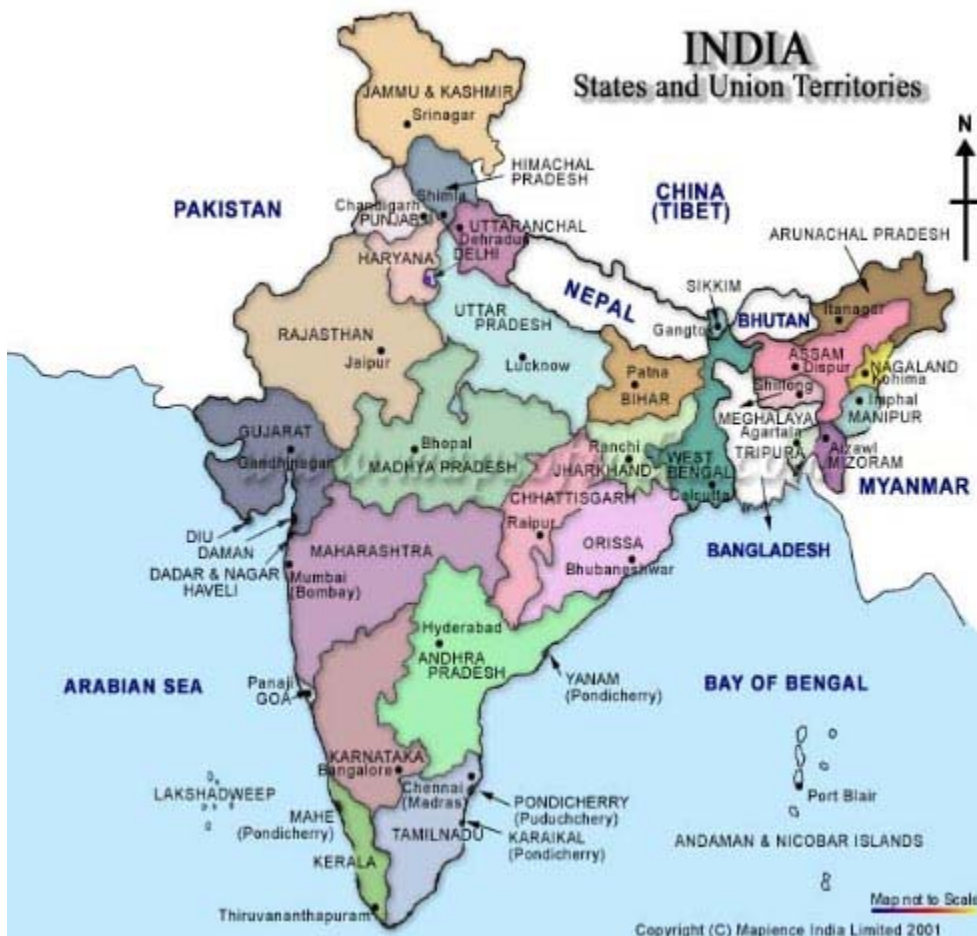 INDIA
States and Union Territories
N
JAMMU & KASHMIR
Srinagar
HIMACHAL
PRADESH
CHINA
(TIBET)
PAKISTAN
Shimla
Chandigarh
PUNJAB
UTTARANCHAL
Dehradun
DELHI
HARYANA
ARUNACHAL PRADESH
SIKKIM
NEPAL
BHUTAN
Itanagar
Gangto
UTTAR
PRADESH
Lucknow
RAJASTHAN
Jaipur
ASSAM
Dispur
NAGALAND
Kohima
Patna
BIHAR
Shillong
Imphal
MEGHALAYA
MANIPUR
Agartala
TRIPURA
Aizawl
MIZORAM
GUJARAT
Gandhinagar
Bhopal
MADHYA PRADESH
Ranchi
JHARKHAND
WEST
BENGAL
Calcutta
MYANMAR
CHHATTISGARH
Raipur
DIU
DAMAN
DADAR & NAGAR
HAVELI
MAHARASHTRA
Mumbai
(Bombay)
ORISSA
Bhubaneshwar
BANGLADESH
Hyderabad
ANDHRA
PRADESH
YANAM
(Pondicherry)
ARABIAN SEA
Panaji
GOA
BAY OF BENGAL
KARNATAKA
Bangalore
LAKSHADWEEP
Chennai
(Madras)
PONDICHERRY
(Puduchchery)
Port Blair
MAHE
(Pondicherry)
TAMILNADU
KARAIKAL
(Pondicherry)
ANDAMAN & NICOBAR ISLANDS
KERALA
Thiruvananthapuram
Map not to Scale
Copyright (C) Mapience India Limited 2001